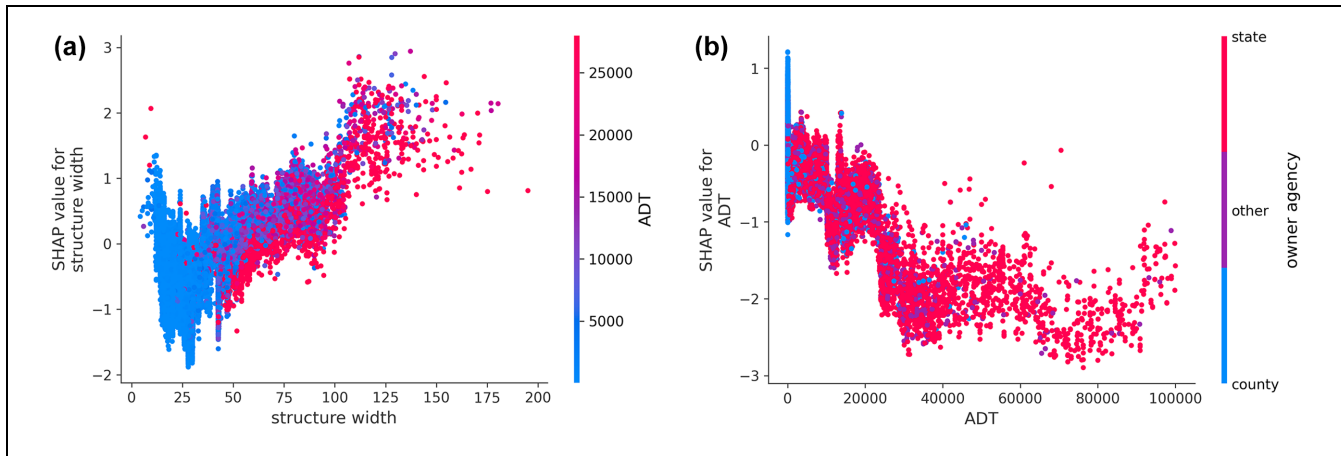 (a)
SHAP value for
structure width
3
2
1
0
−1
−2
0
25
50
75
100
125
150
175
200
structure width
25000
20000
15000
10000
5000
ADT
(b)
SHAP value for
ADT
1
0
−1
−2
−3
0
20000
40000
60000
80000
100000
ADT
state
other
county
owner agency